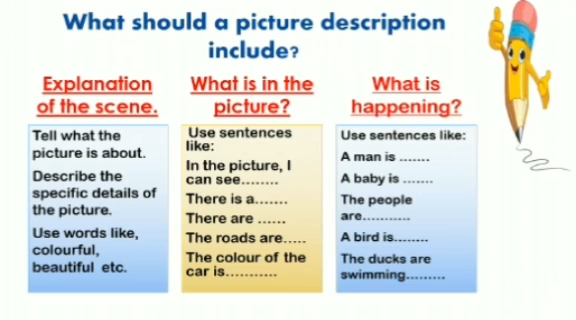 What should a picture description
include?
Explanation
of the scene.
Tell what the
picture is about.
Describe the
specific details of
the picture.
Use words like,
colourful,
beautiful etc.
What is in the
picture?
Use sentences
like:
In the picture, I
can see........
There is a.......
There are ......
The roads are.....
The colour of the
car is...........
What is
happening?
Use sentences like:
A man is .......
A baby is .......
The people
are...........
A bird is........
The ducks are
swimming.........